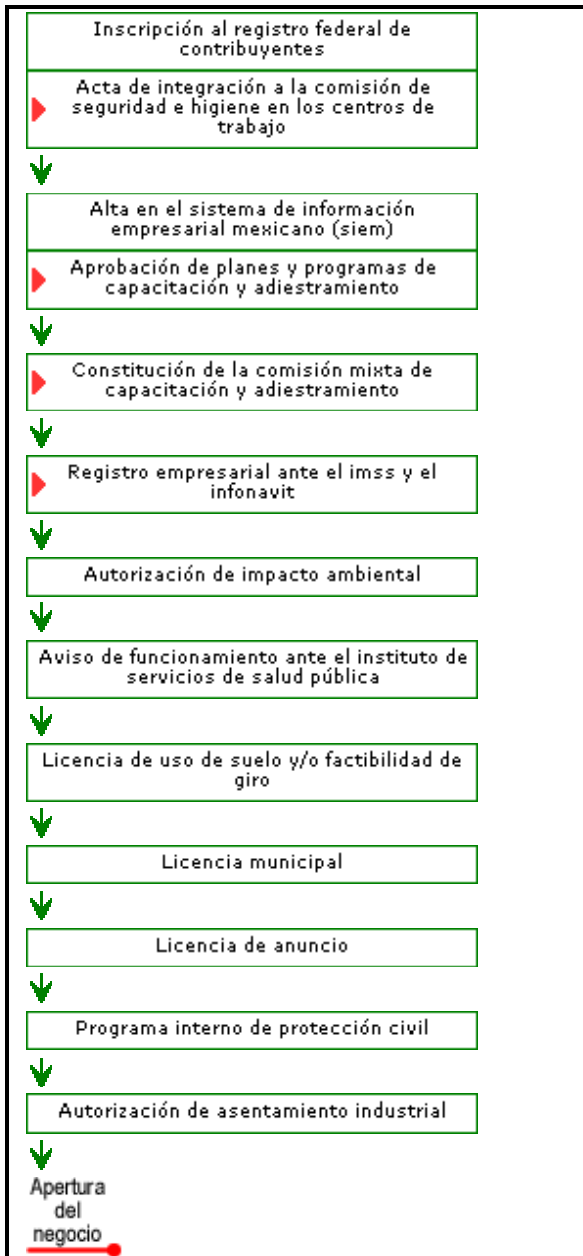 Inscripción al registro federal de
contribuyentes
Acta de integración a la comisión de
seguridad e higiene en los centros de
trabajo
Alta en el sistema de información
empresarial mexicano (siem)
Aprobación de planes y programas de
capacitación y adiestramiento
Constitución de la comisión mixta de
capacitación y adiestramiento
Registro empresarial ante el imss y el
infonavit
Autorización de impacto ambiental
Aviso de funcionamiento ante el instituto de
servicios de salud pública
Licencia de uso de suelo y/o factibilidad de
giro
Licencia municipal
Licencia de anuncio
Programa interno de protección civil
Autorización de asentamiento industrial
Apertura
del
negocio